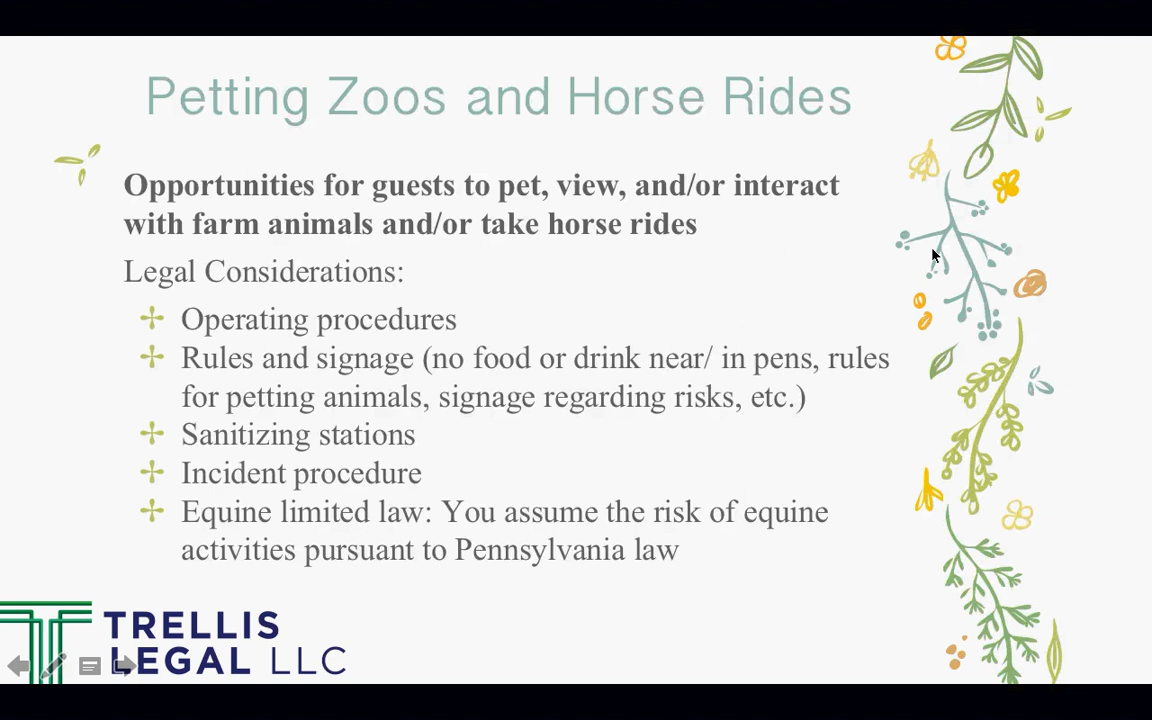 Petting Zoos and Horse Rides
Opportunities for guests to pet, view, and/or interact
with farm animals and/or take horse rides
Legal Considerations:
Operating procedures
Rules and signage (no food or drink near/ in pens, rules
for petting animals, signage regarding risks, etc.)
Sanitizing stations
Incident procedure
Equine limited law: You assume the risk of equine
activities pursuant to Pennsylvania law
TRELLIS
LEGAL LLC